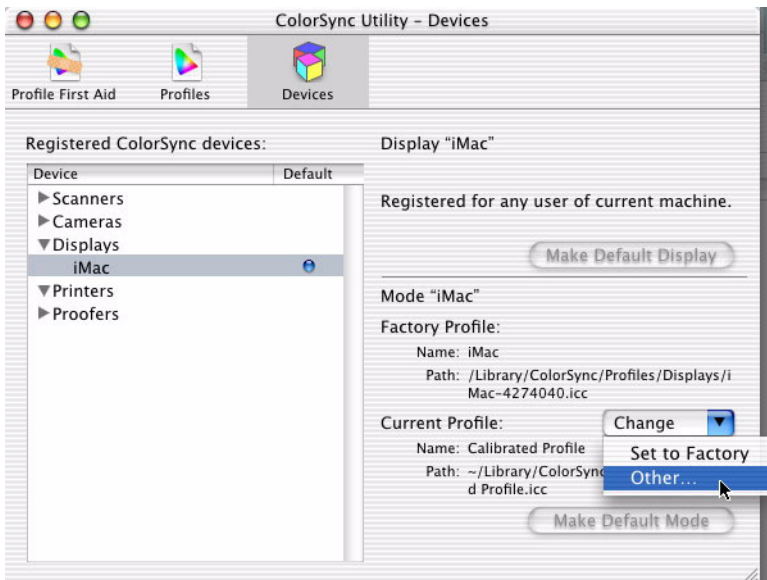 ColorSync Utility – Devices
Profile First Aid
Profiles
Devices
Registered ColorSync devices:
Device
Default
Scanners
Cameras
Displays
iMac
Printers
Proofers
Display “iMac”
Registered for any user of current machine.
Make Default Display
Mode “iMac”
Factory Profile:
Name: iMac
Path: /Library/ColorSync/Profiles/Displays/i
Mac-4274040.icc
Current Profile:
Change
Name: Calibrated Profile
Set to Factory
Path: ~/Library/ColorSync
d Profile.icc
Other...
Make Default Mode